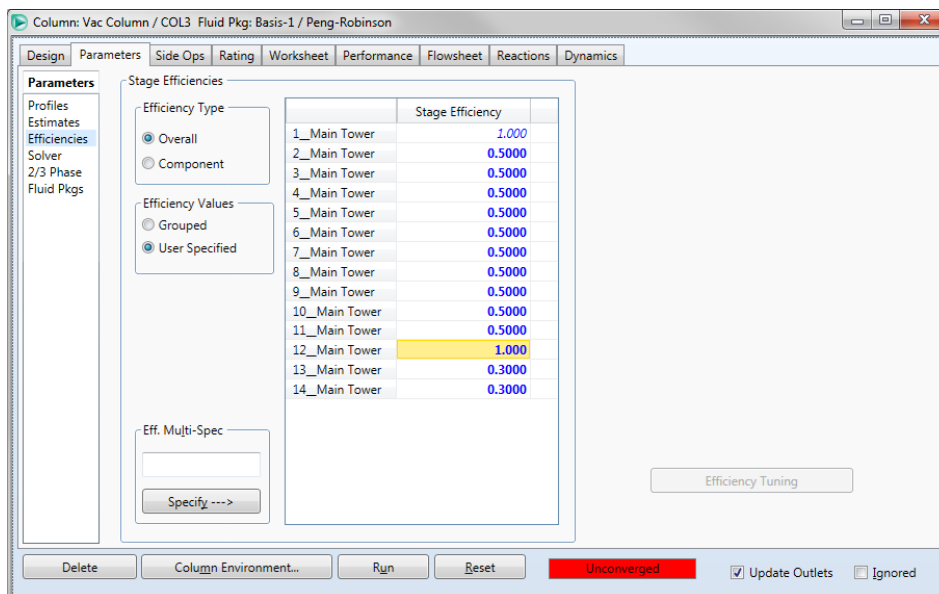 Column: Vac Column / COL3 Fluid Pkg: Basis-1 / Peng-Robinson
Design Parameters Side Ops Rating Worksheet Performance Flowsheet Reactions Dynamics
Parameters
Profiles
Estimates
Efficiencies
Solver
2/3 Phase
Fluid Pkgs
Stage Efficiencies
Efficiency Type
Overall
Component
Efficiency Values
Grouped
User Specified
Eff. Multi-Spec
Specify --->
Stage Efficiency
1__Main Tower 1.000
2__Main Tower 0.5000
3__Main Tower 0.5000
4__Main Tower 0.5000
5__Main Tower 0.5000
6__Main Tower 0.5000
7__Main Tower 0.5000
8__Main Tower 0.5000
9__Main Tower 0.5000
10__Main Tower 0.5000
11__Main Tower 0.5000
12__Main Tower 1.000
13__Main Tower 0.3000
14__Main Tower 0.3000
Efficiency Tuning
Delete Column Environment... Run Reset Unconverged Update Outlets Ignored